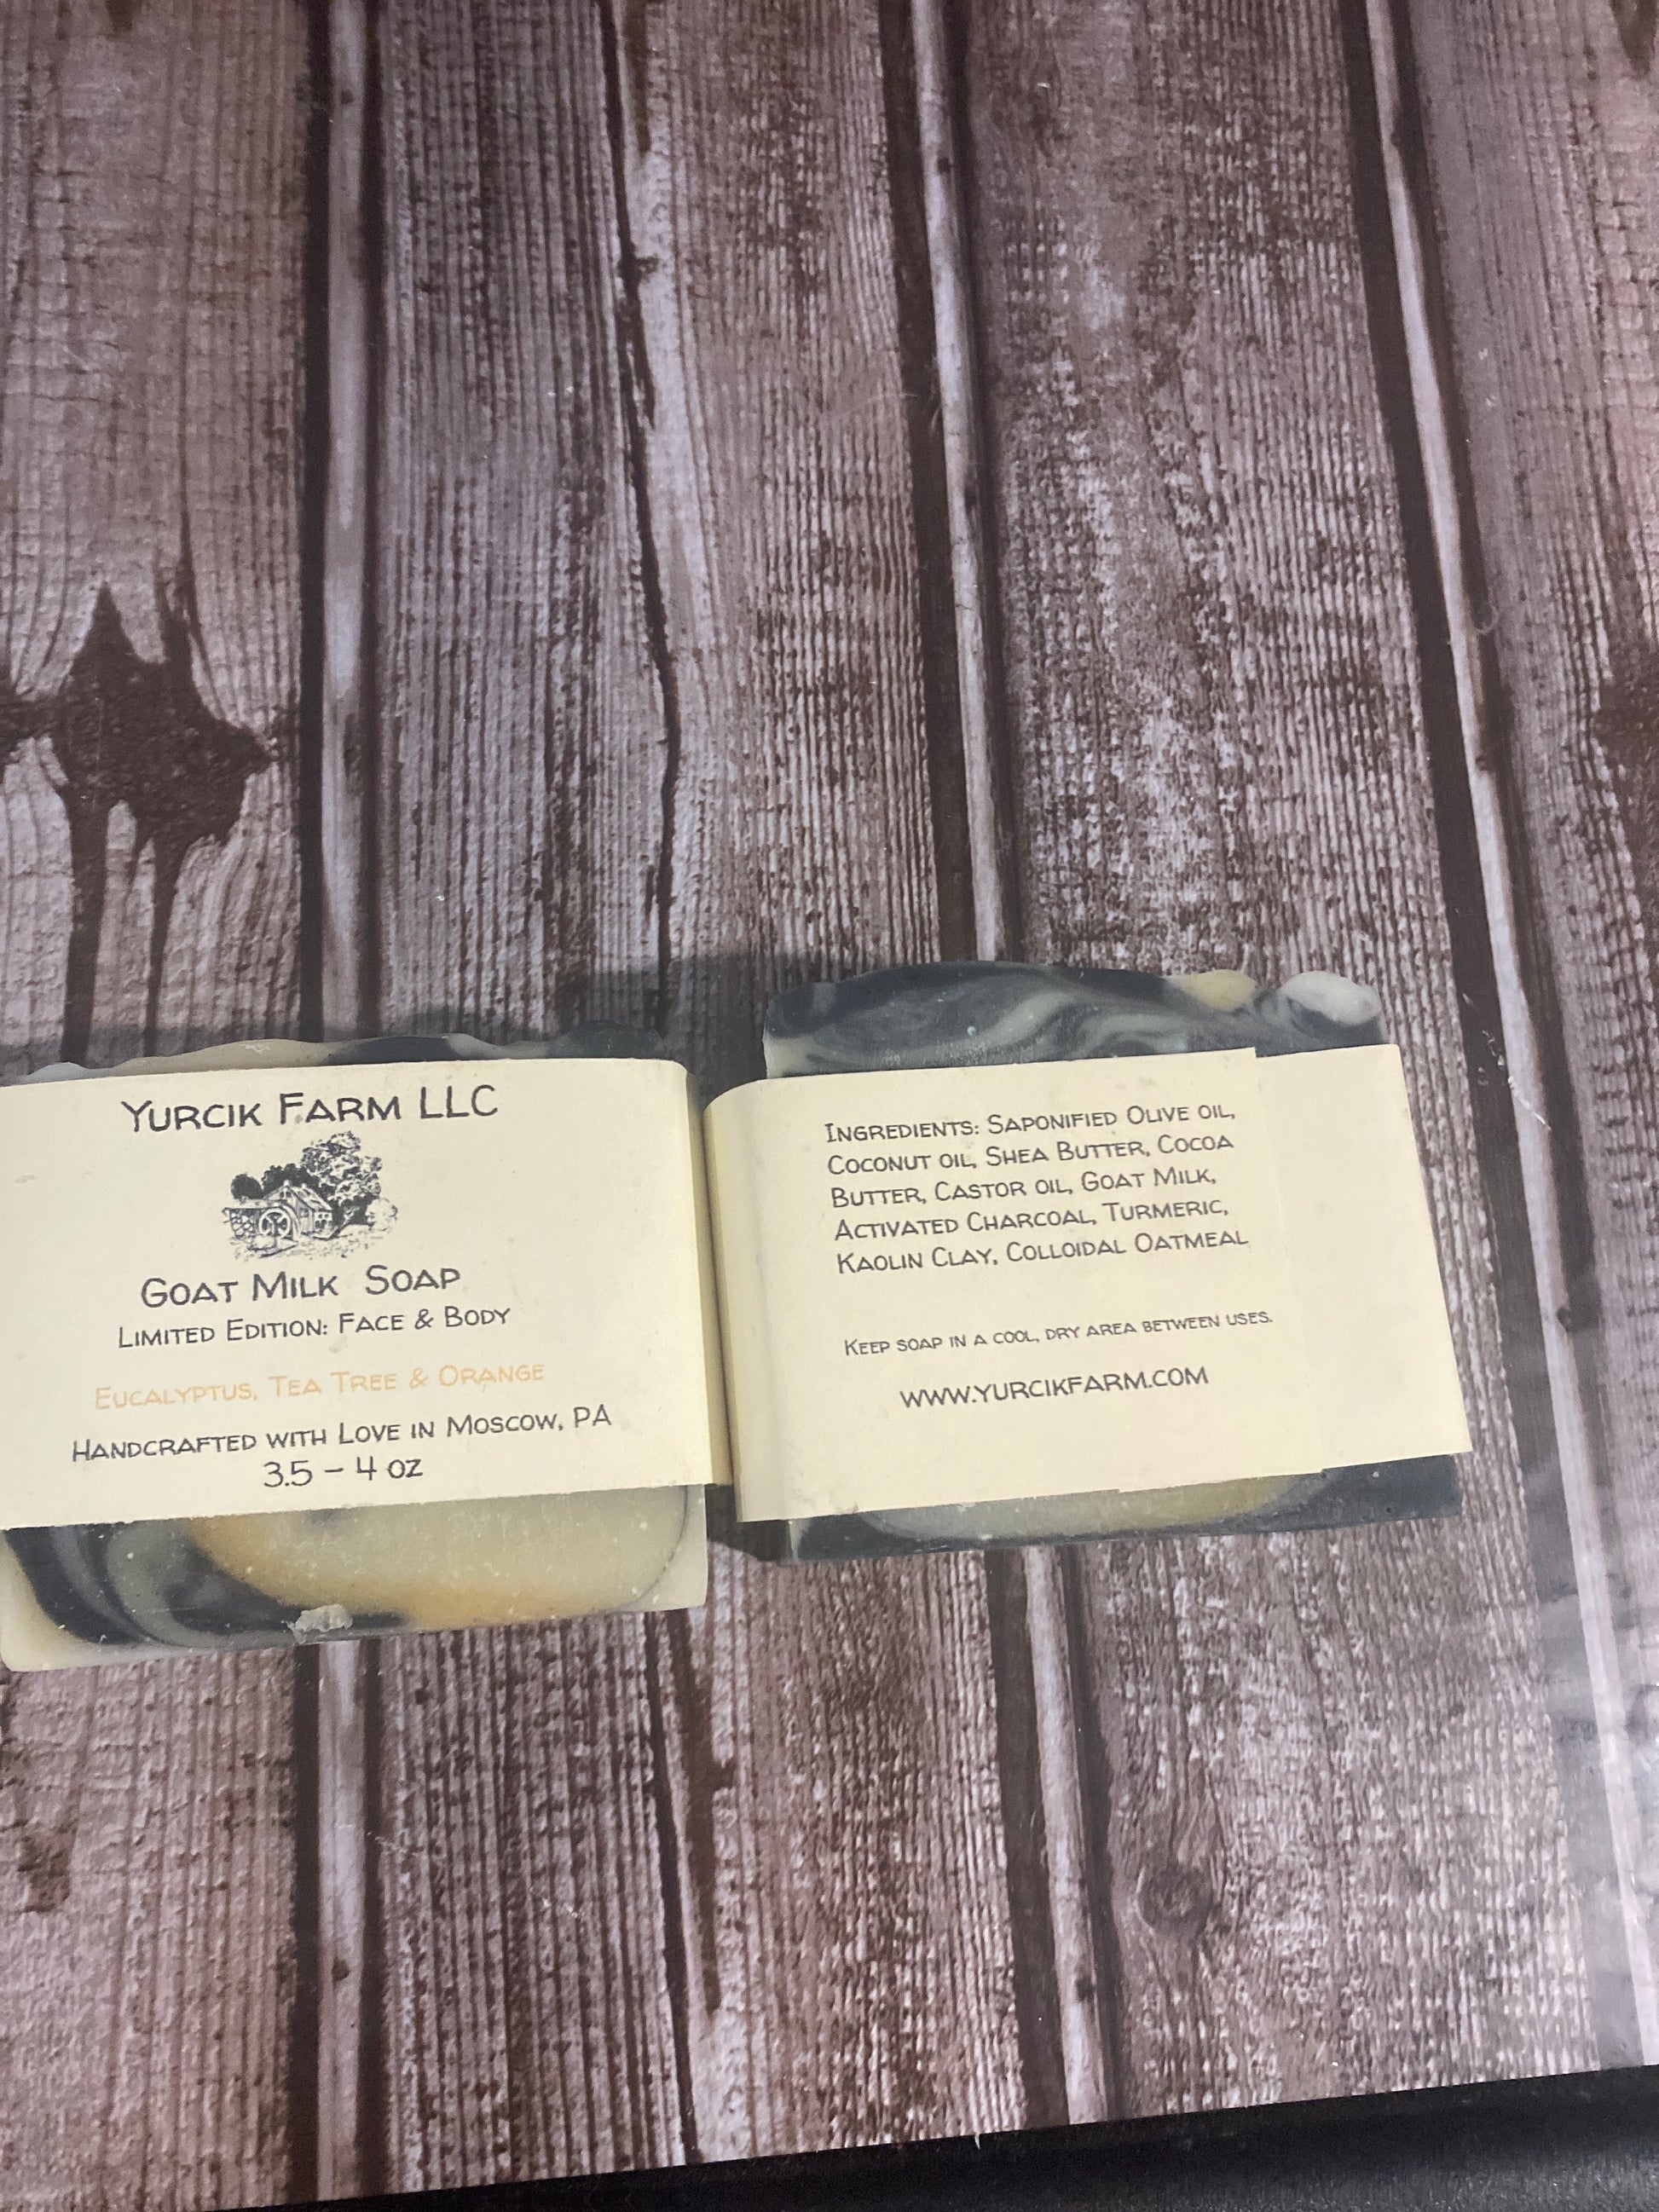 Yurcik Farm LLC
Goat Milk Soap
Limited Edition: Face & Body
Eucalyptus, Tea Tree & Orange
Handcrafted with Love in Moscow, PA
3.5 – 4 oz
Ingredients: Saponified Olive oil,
Coconut oil, Shea Butter, Cocoa
Butter, Castor oil, Goat Milk,
Activated Charcoal, Turmeric,
Kaolin Clay, Colloidal Oatmeal
Keep soap in a cool, dry area between uses.
www.yurcikfarm.com